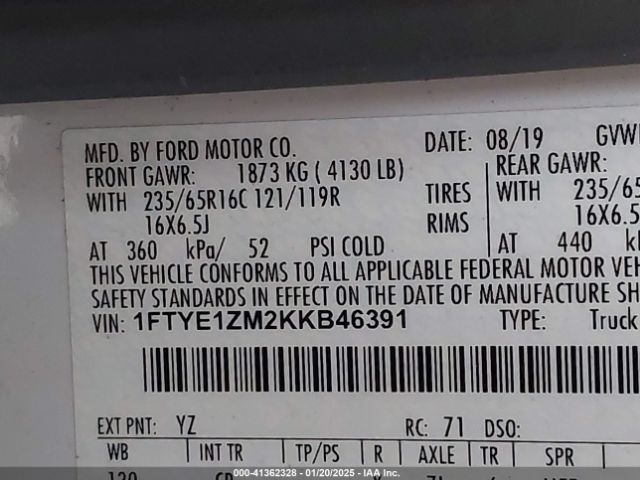 MFD. BY FORD MOTOR CO. DATE: 08/19 GVW
FRONT GAWR: 1873 KG ( 4130 LB) REAR GAWR:
WITH 235/65R16C 121/119R TIRES WITH 235/65
16X6.5J RIMS 16X6.5
AT 360 kPa/ 52 PSI COLD AT 440
THIS VEHICLE CONFORMS TO ALL APPLICABLE FEDERAL MOTOR VEH
SAFETY STANDARDS IN EFFECT ON THE DATE OF MANUFACTURE SH
VIN: 1FTYE1ZM2KKB46391 TYPE: Truck
EXT PNT: YZ RC: 71 DSO:
WB INT TR TP/PS R AXLE TR SPR
000-41362328 - 01/20/2025 - IAA Inc.